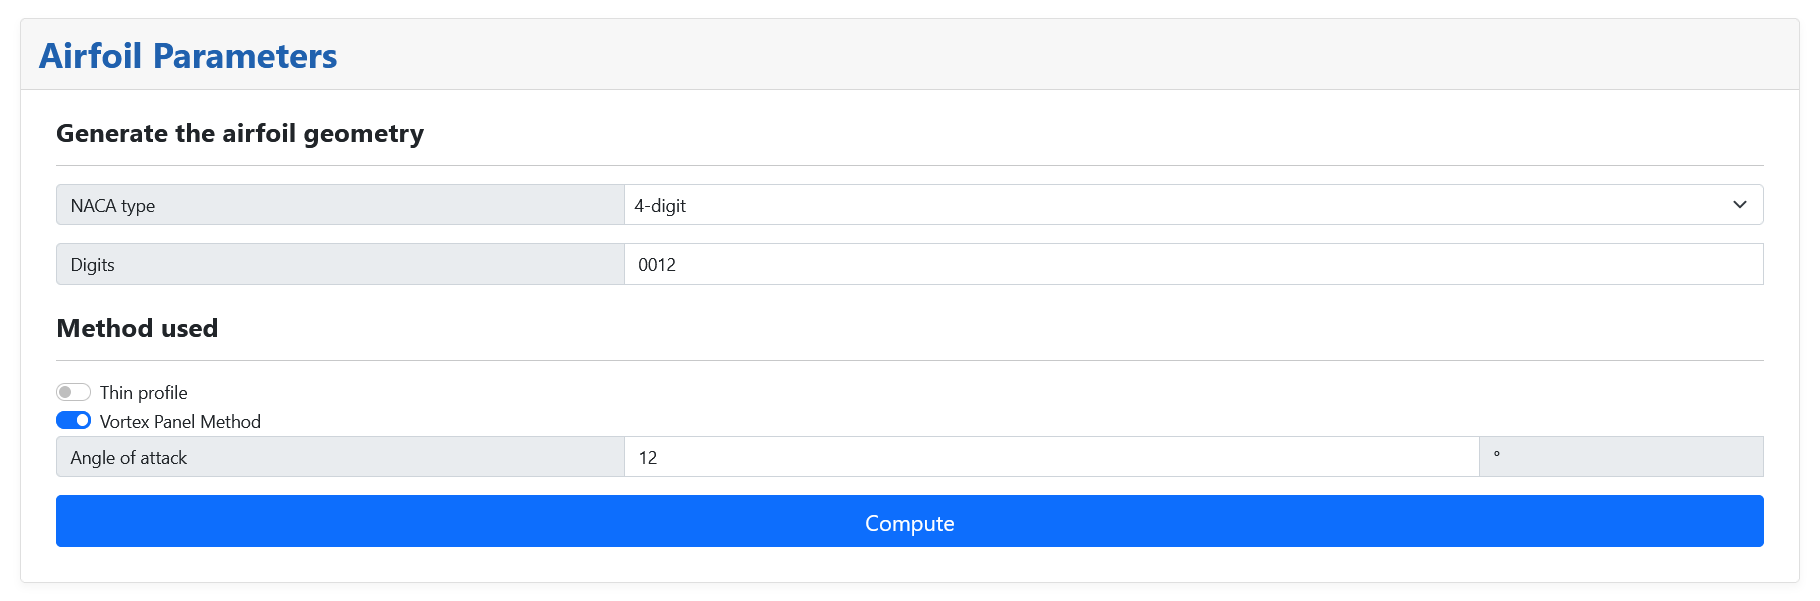 Airfoil Parameters
Generate the airfoil geometry
NACA type 4-digit
Digits 0012
Method used
Thin profile
Vortex Panel Method
Angle of attack 12 °
Compute